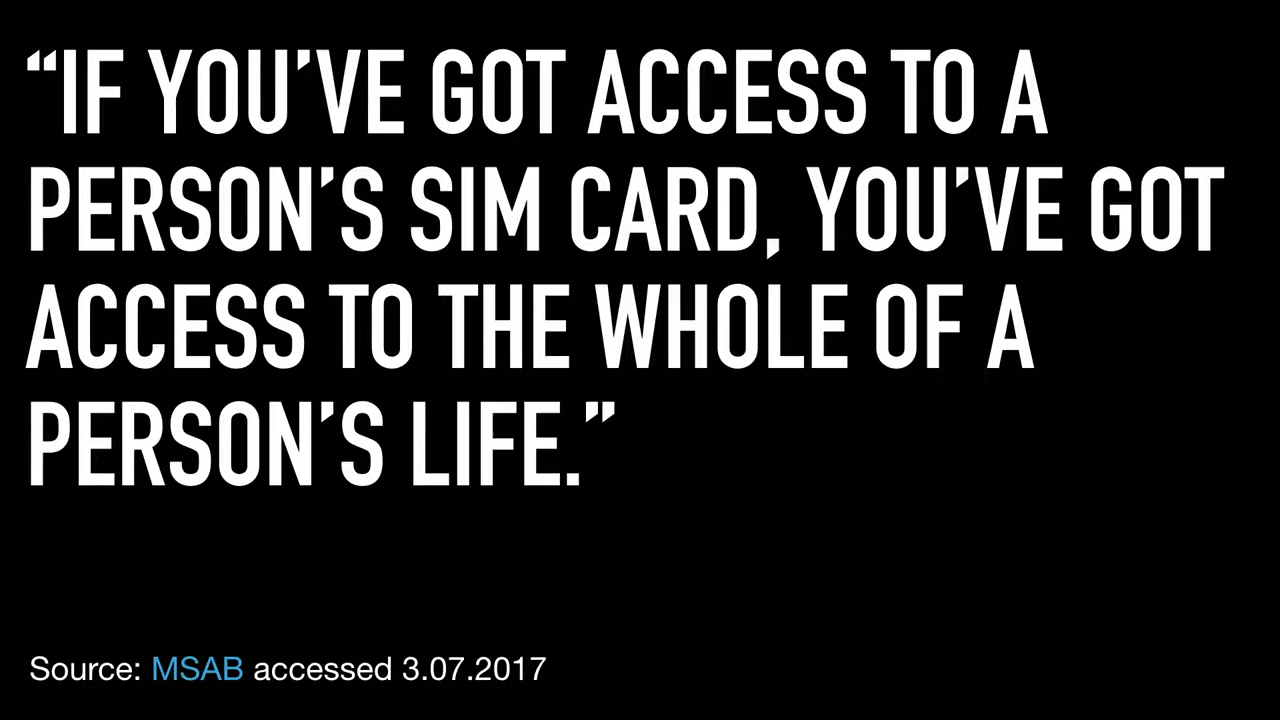 “IF YOU’VE GOT ACCESS TO A
PERSON’S SIM CARD, YOU’VE GOT
ACCESS TO THE WHOLE OF A
PERSON’S LIFE.”
Source: MSAB accessed 3.07.2017